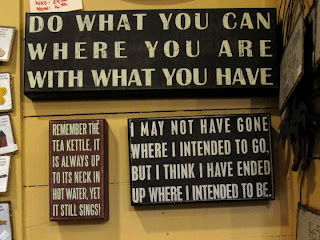 DO WHAT YOU CAN
WHERE YOU ARE
WITH WHAT YOU HAVE
REMEMBER THE
TEA KETTLE, IT
IS ALWAYS UP
TO ITS NECK IN
HOT WATER, YET
IT STILL SINGS!
I MAY NOT HAVE GONE
WHERE I INTENDED TO GO,
BUT I THINK I HAVE ENDED
UP WHERE I INTENDED TO BE.